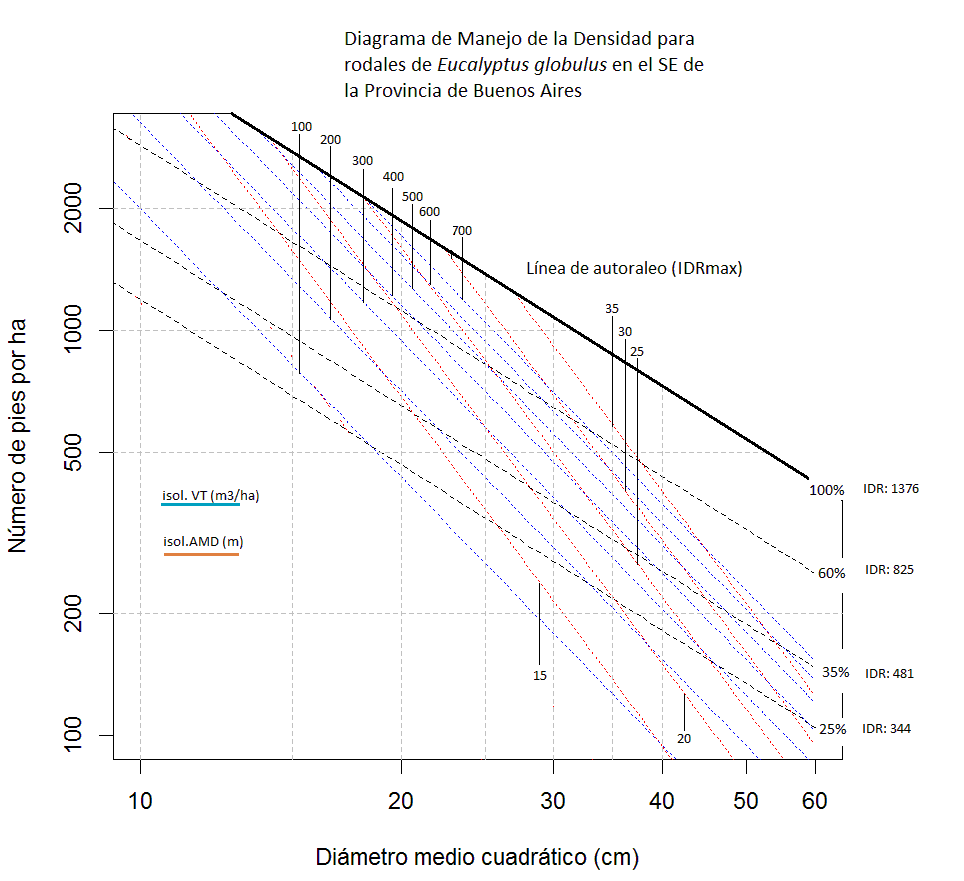 Diagrama de Manejo de la Densidad para
rodales de Eucalyptus globulus en el SE de
la Provincia de Buenos Aires
100
200
300
400
500
600
700
Línea de autoraleo (IDRmax)
35
30
25
isol. VT (m3/ha)
isol.AMD (m)
100% IDR: 1376
60% IDR: 825
35% IDR: 481
25% IDR: 344
15
20
2000
1000
500
200
100
Número de pies por ha
10 20 30 40 50 60
Diámetro medio cuadrático (cm)